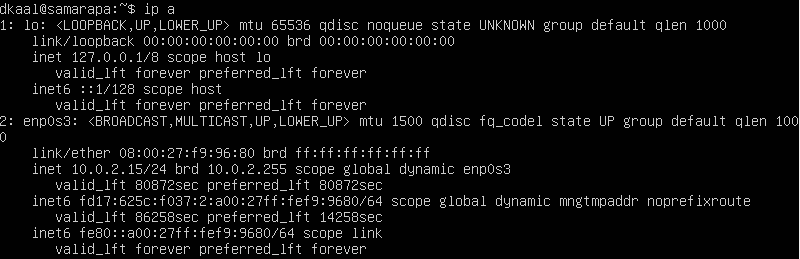 dkaal@samarapa:~$ ip a
1: lo: <LOOPBACK,UP,LOWER_UP> mtu 65536 qdisc noqueue state UNKNOWN group default qlen 1000
    link/loopback 00:00:00:00:00:00 brd 00:00:00:00:00:00
    inet 127.0.0.1/8 scope host lo
       valid_lft forever preferred_lft forever
    inet6 ::1/128 scope host
       valid_lft forever preferred_lft forever
2: enp0s3: <BROADCAST,MULTICAST,UP,LOWER_UP> mtu 1500 qdisc fq_codel state UP group default qlen 100
0
    link/ether 08:00:27:f9:96:80 brd ff:ff:ff:ff:ff:ff
    inet 10.0.2.15/24 brd 10.0.2.255 scope global dynamic enp0s3
       valid_lft 80872sec preferred_lft 80872sec
    inet6 fd17:625c:f037:2:a00:27ff:fef9:9680/64 scope global dynamic mngtmpaddr noprefixroute
       valid_lft 86258sec preferred_lft 14258sec
    inet6 fe80::a00:27ff:fef9:9680/64 scope link
       valid_lft forever preferred_lft forever